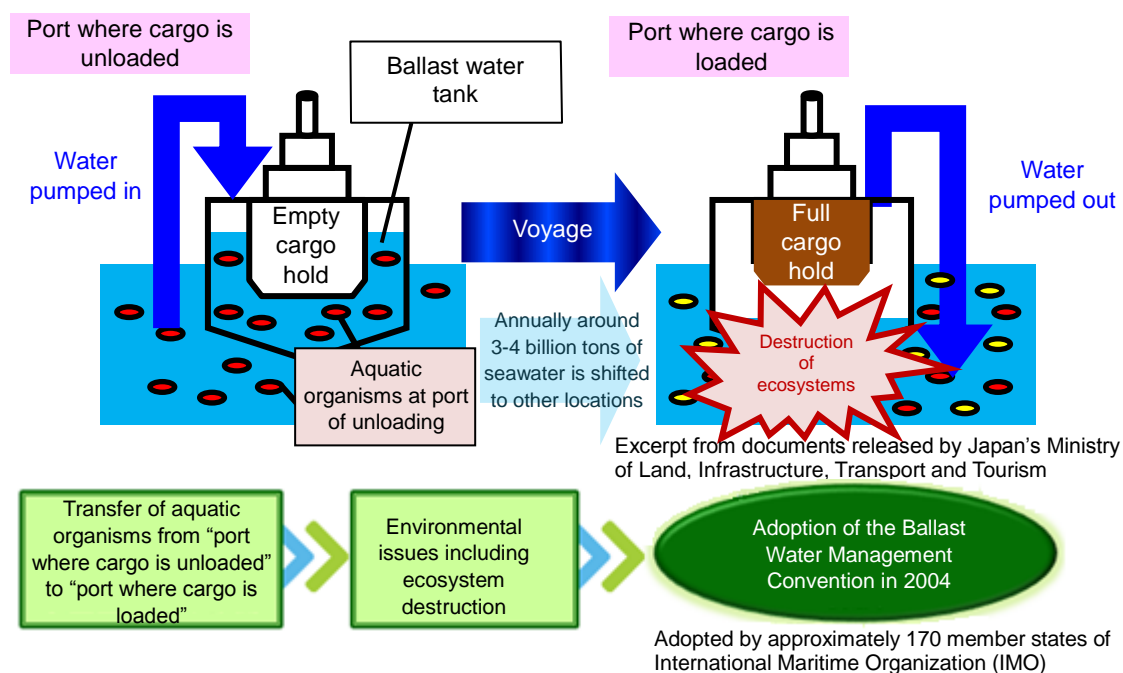 Port where cargo is
unloaded
Ballast water
tank
Port where cargo is
loaded
Water
pumped in
Empty
cargo
hold
Voyage
Full
cargo
hold
Water
pumped out
Annually around
3-4 billion tons of
seawater is shifted
to other locations
Destruction
of
ecosystems
Aquatic
organisms at port
of unloading
Excerpt from documents released by Japan's Ministry
of Land, Infrastructure, Transport and Tourism
Transfer of aquatic
organisms from “port
where cargo is unloaded”
to “port where cargo is
loaded”
Environmental
issues including
ecosystem
destruction
Adoption of the Ballast
Water Management
Convention in 2004
Adopted by approximately 170 member states of
International Maritime Organization (IMO)